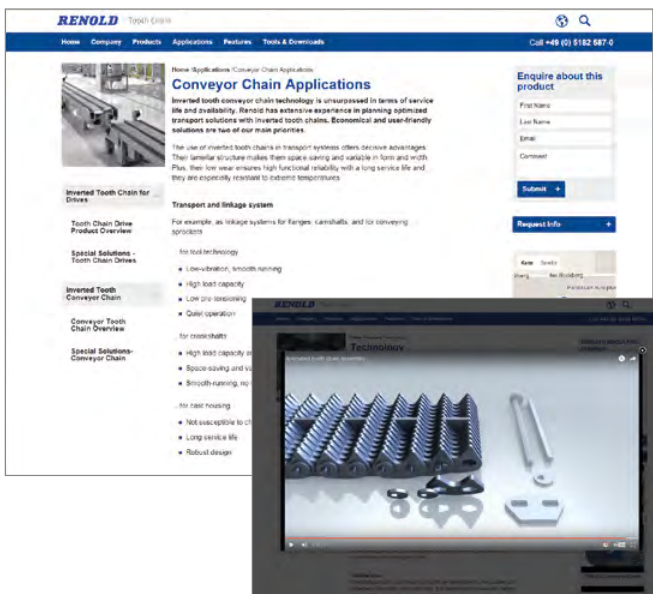 RENOLD Tooth Chain
Home Company Products Applications Features Tools & Downloads
Call +49 (0) 5182 587-0
Home /Applications /Conveyor Chain Applications
Conveyor Chain Applications
Inverted tooth conveyor chain technology is unsurpassed in terms of service
life and availability. Renold has extensive experience in planning optimized
transport solutions with inverted tooth chains. Economical and user-friendly
solutions are two of our main priorities.
The use of inverted tooth chains in transport systems offers decisive advantages.
Their lamellar structure makes them space saving and variable in form and width.
Plus, their low wear ensures high functional reliability with a long service life and
they are especially resistant to extreme temperatures.
Transport and linkage system
For example, as linkage systems for flanges, camshafts, and for conveying
sprockets
...for tool technology
Low-vibration, smooth running
High load capacity
Low pre-tensioning
Quiet operation
...for crankshafts
High load capacity
Space-saving and
Smooth-running,
...for cast housing
Not susceptible to
Long service life
Robust design
Inverted Tooth Chain for
Drives
Tooth Chain Drive
Product Overview
Special Solutions -
Tooth Chain Drives
Inverted Tooth
Conveyor Chain
Conveyor Tooth
Chain Overview
Special Solutions-
Conveyor Chain
Enquire about this
product
First Name
Last Name
Email
Comment
Submit +
Request Info +
Karte
RENOLD
Technology